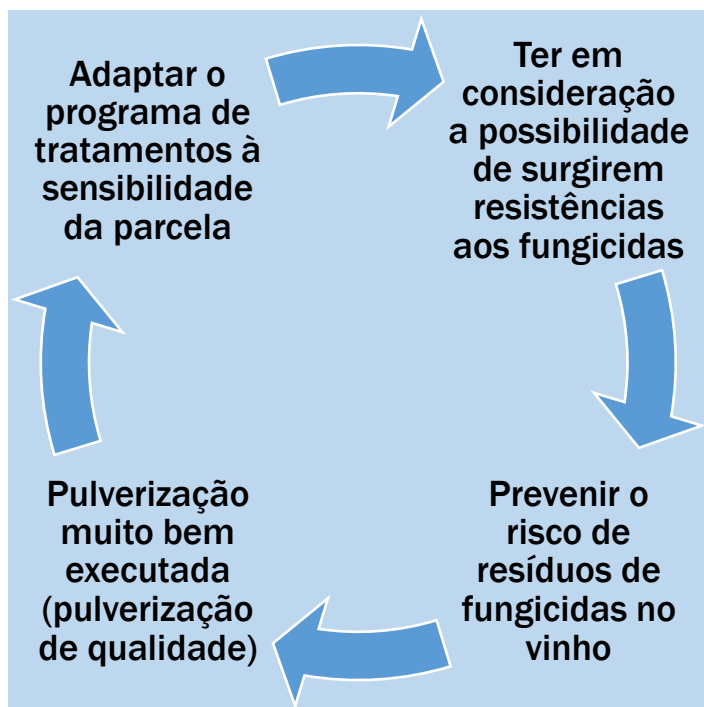 Adaptar o
programa de
tratamentos à
sensibilidade
da parcela
Ter em
consideração
a possibilidade
de surgirem
resistências
aos fungicidas
Prevenir o
risco de
resíduos de
fungicidas no
vinho
Pulverização
muito bem
executada
(pulverização
de qualidade)